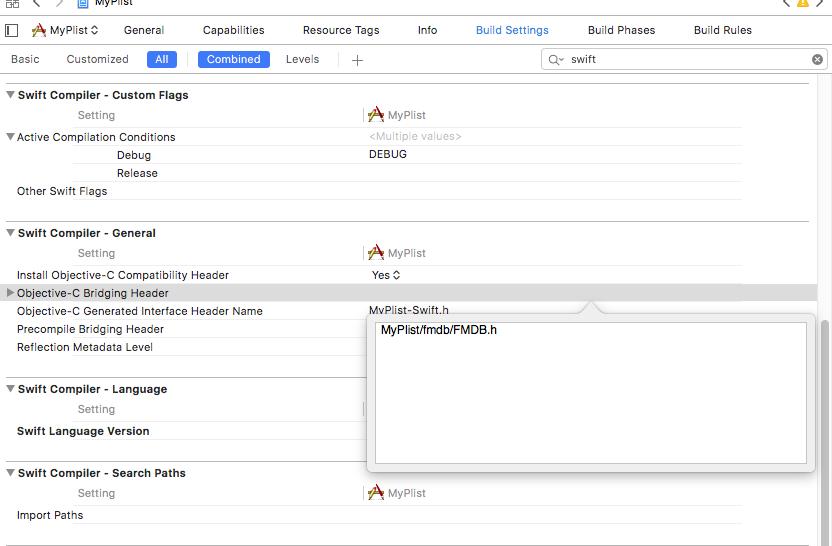 MyPlist
MyPlist General Capabilities Resource Tags Info Build Settings Build Phases Build Rules
Basic Customized All Combined Levels + swift
Swift Compiler - Custom Flags
Setting MyPlist
Active Compilation Conditions <Multiple values>
Debug DEBUG
Release
Other Swift Flags
Swift Compiler - General
Setting MyPlist
Install Objective-C Compatibility Header Yes
Objective-C Bridging Header
Objective-C Generated Interface Header Name MyPlist-Swift.h
Precompile Bridging Header
MyPlist/fmdb/FMDB.h
Reflection Metadata Level
Swift Compiler - Language
Setting
Swift Language Version
Swift Compiler - Search Paths
Setting MyPlist
Import Paths